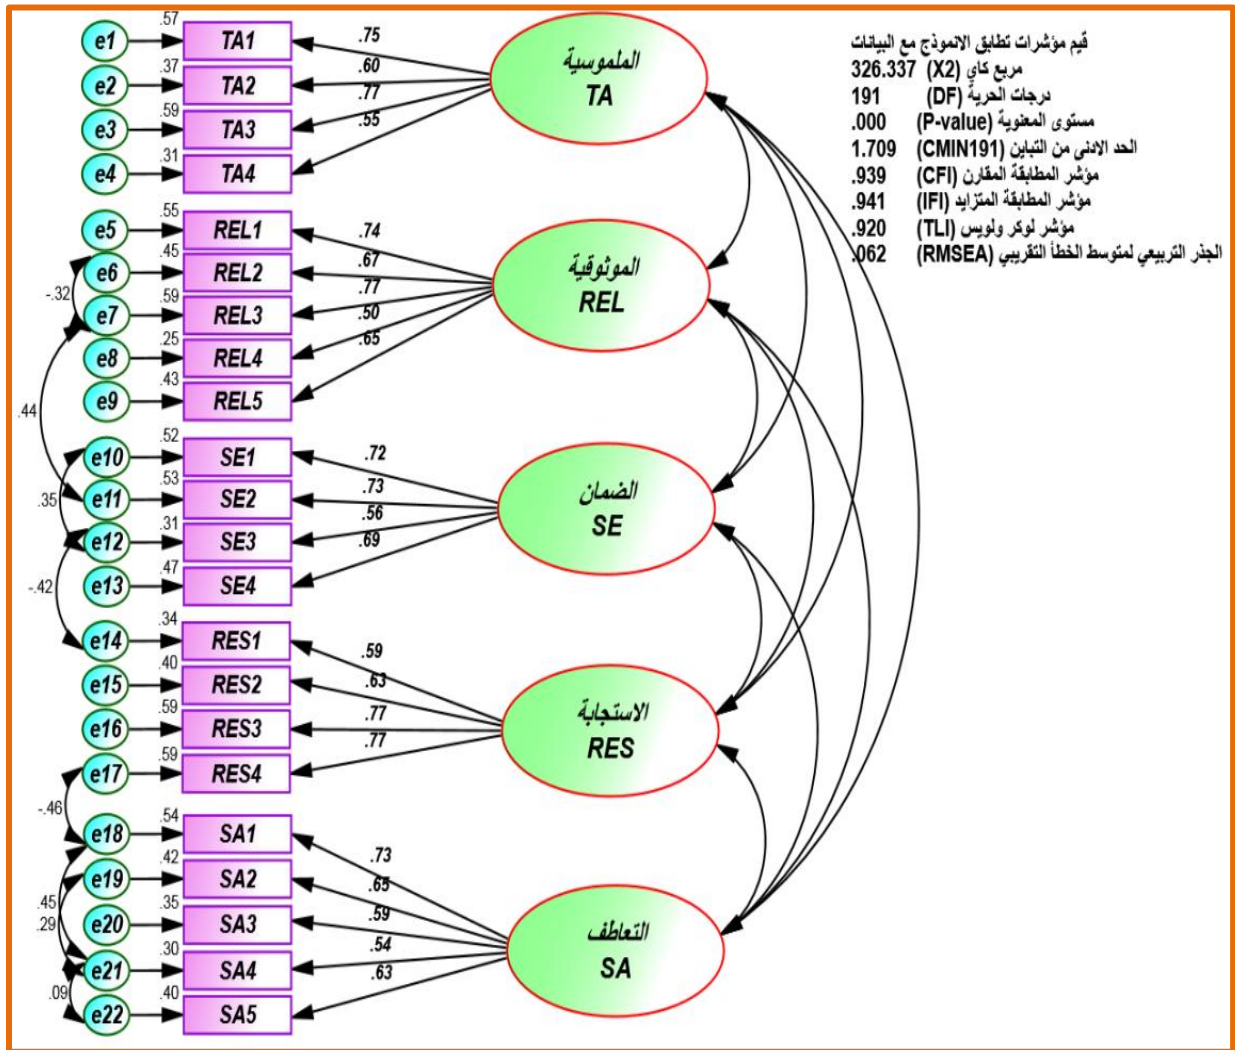 قيم مؤشرات تطابق الانموذج مع البيانات
مربع كاي (X2) 326.337
درجات الحرية (DF) 191
مستوى المعنوية (P-value) .000
الحد الادنى من التباين (CMIN191) 1.709
مؤشر المطابقة المقارن (CFI) .939
مؤشر المطابقة المتزايد (IFI) .941
مؤشر لوكر ولويس (TLI) .920
الجذر التربيعي لمتوسط الخطأ التقريبي (RMSEA) .062
الملموسية
TA
e1 .57 TA1 .75
e2 .37 TA2 .60
e3 .59 TA3 .77
e4 .31 TA4 .55
الموثوقية
REL
e5 .55 REL1 .74
e6 .45 REL2 .67
e7 .59 REL3 .77
e8 .25 REL4 .50
e9 .43 REL5 .65
-.32
.44
الضمان
SE
e10 .52 SE1 .72
e11 .53 SE2 .73
e12 .31 SE3 .56
e13 .47 SE4 .69
.35
-.42
الاستجابة
RES
e14 .34 RES1 .59
e15 .40 RES2 .63
e16 .59 RES3 .77
e17 .59 RES4 .77
-.46
التعاطف
SA
e18 .54 SA1 .73
e19 .42 SA2 .65
e20 .35 SA3 .59
e21 .30 SA4 .54
e22 .40 SA5 .63
.45
.29
.09